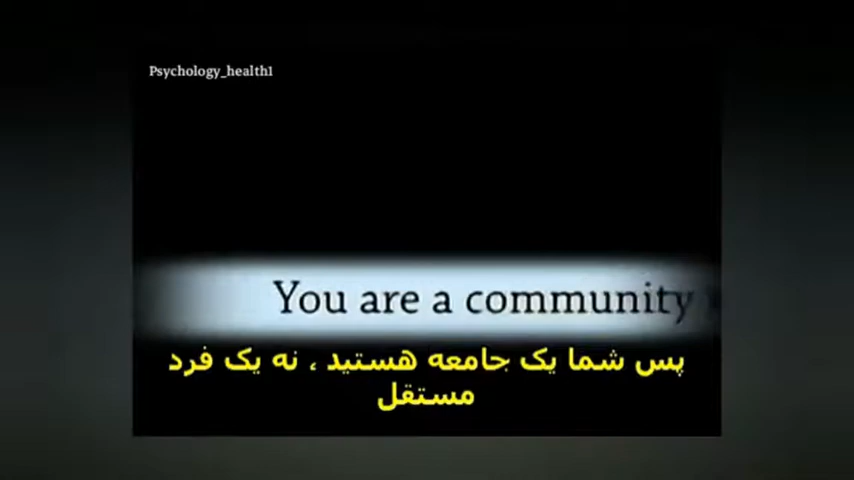 Psychology_health1
You are a community
پس شما یک جامعه هستید ، نه یک فرد
مستقل